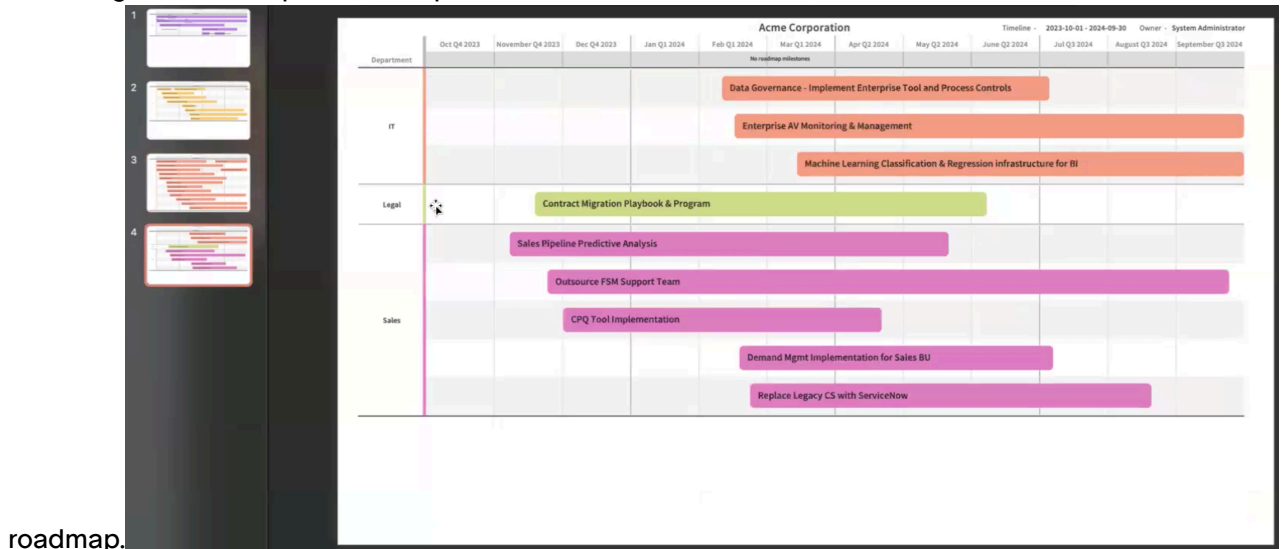 1
2
3
4
Acme Corporation
Timeline - 2023-10-01 - 2024-09-30 Owner - System Administrator
Oct Q4 2023 November Q4 2023 Dec Q4 2023 Jan Q1 2024 Feb Q1 2024 Mar Q1 2024 Apr Q2 2024 May Q2 2024 June Q2 2024 Jul Q3 2024 August Q3 2024 September Q3 2024
Department
No roadmap milestones
Data Governance - Implement Enterprise Tool and Process Controls
IT
Enterprise AV Monitoring & Management
Machine Learning Classification & Regression infrastructure for BI
Legal
Contract Migration Playbook & Program
Sales Pipeline Predictive Analysis
Outsource FSM Support Team
Sales
CPQ Tool Implementation
Demand Mgmt Implementation for Sales BU
Replace Legacy CS with ServiceNow
roadmap.